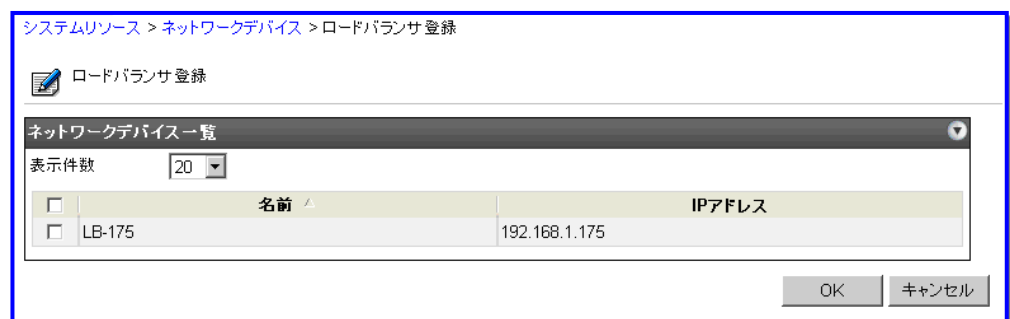 システムリソース > ネットワークデバイス > ロードバランサ登録
ロードバランサ登録
ネットワークデバイス一覧
表示件数 20
名前 IPアドレス
LB-175 192.168.1.175
OK キャンセル